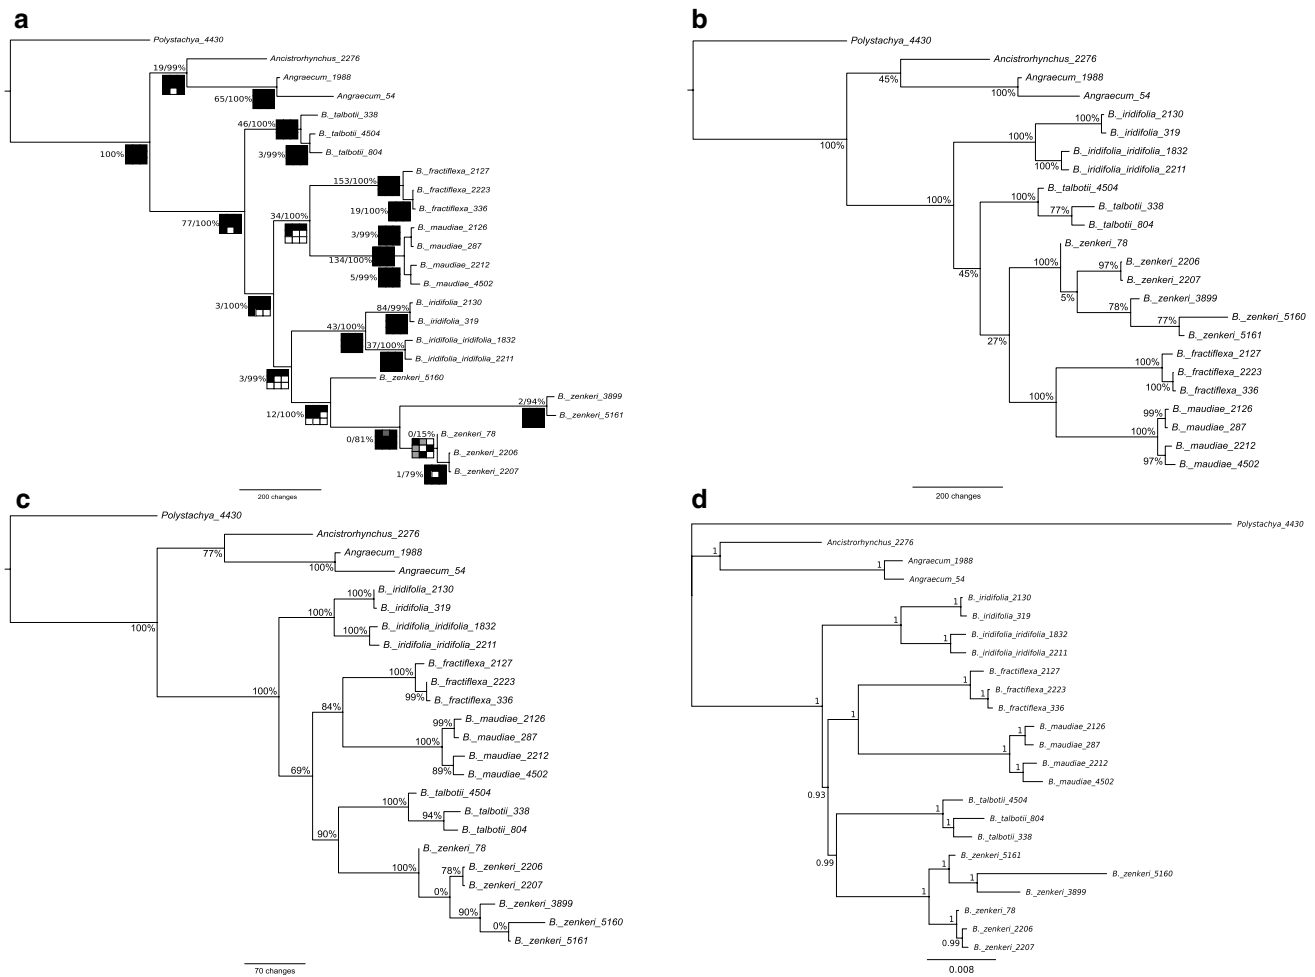 a
Polystachya_4430
Ancistrorhynchus_2276
19/99%
Angraecum_1988
65/100%
Angraecum_54
B._talbotii_338
46/100%
B._talbotii_4504
3/99%
B._talbotii_804
100%
B._fractiflexa_2127
153/100%
B._fractiflexa_2223
19/100%
B._fractiflexa_336
77/100%
34/100%
B._maudiae_2126
3/99%
B._maudiae_287
134/100%
B._maudiae_2212
5/99%
B._maudiae_4502
3/100%
B._iridifolia_2130
84/99%
B._iridifolia_319
43/100%
B._iridifolia_iridifolia_1832
37/100%
B._iridifolia_iridifolia_2211
3/99%
B._zenkeri_5160
B._zenkeri_3899
2/94%
B._zenkeri_5161
12/100%
B._zenkeri_78
0/15%
0/81%
B._zenkeri_2206
1/79%
B._zenkeri_2207
200 changes
b
Polystachya_4430
Ancistrorhynchus_2276
45%
Angraecum_1988
100%
Angraecum_54
B._iridifolia_2130
100%
B._iridifolia_319
100%
100%
B._iridifolia_iridifolia_1832
100%
B._iridifolia_iridifolia_2211
B._talbotii_4504
100%
100%
B._talbotii_338
77%
B._talbotii_804
B._zenkeri_78
100%
45%
B._zenkeri_2206
97%
B._zenkeri_2207
5%
B._zenkeri_3899
78%
B._zenkeri_5160
77%
B._zenkeri_5161
27%
B._fractiflexa_2127
100%
B._fractiflexa_2223
100%
B._fractiflexa_336
100%
B._maudiae_2126
99%
B._maudiae_287
100%
B._maudiae_2212
97%
B._maudiae_4502
200 changes
c
Polystachya_4430
Ancistrorhynchus_2276
77%
Angraecum_1988
100%
Angraecum_54
B._iridifolia_2130
100%
B._iridifolia_319
100%
100%
B._iridifolia_iridifolia_1832
100%
B._iridifolia_iridifolia_2211
B._fractiflexa_2127
100%
B._fractiflexa_2223
100%
99%
B._fractiflexa_336
84%
B._maudiae_2126
99%
B._maudiae_287
100%
B._maudiae_2212
69%
89%
B._maudiae_4502
B._talbotii_4504
100%
B._talbotii_338
94%
B._talbotii_804
90%
B._zenkeri_78
100%
B._zenkeri_2206
78%
B._zenkeri_2207
0%
B._zenkeri_3899
90%
B._zenkeri_5160
0%
B._zenkeri_5161
70 changes
d
Polystachya_4430
Ancistrorhynchus_2276
1
Angraecum_1988
1
Angraecum_54
B._iridifolia_2130
1
B._iridifolia_319
1
B._iridifolia_iridifolia_1832
1
B._iridifolia_iridifolia_2211
B._fractiflexa_2127
1
B._fractiflexa_2223
1
B._fractiflexa_336
1
1
B._maudiae_2126
1
B._maudiae_287
1
B._maudiae_2212
1
B._maudiae_4502
0.93
B._talbotii_4504
1
B._talbotii_804
1
B._talbotii_338
B._zenkeri_5161
0.99
1
B._zenkeri_5160
1
B._zenkeri_3899
1
B._zenkeri_78
1
B._zenkeri_2206
0.99
B._zenkeri_2207
0.008